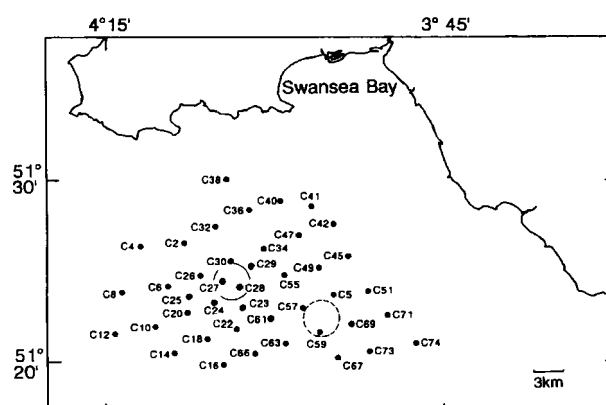 4° 15' 3° 45'
Swansea Bay
51°
30'
C38
C40 C41
C36
C32 C42
C47
C4 C2
C34
C30 C45
C29 C49
C26 C55
C6 C27 C28
C8 C25 C5 C51
C24 C23 C57
C20 C61 C71
C10 C22 C69
C12 C18 C59
C63 C74
51°
20'
C14 C66 C73
C16 C67
3km